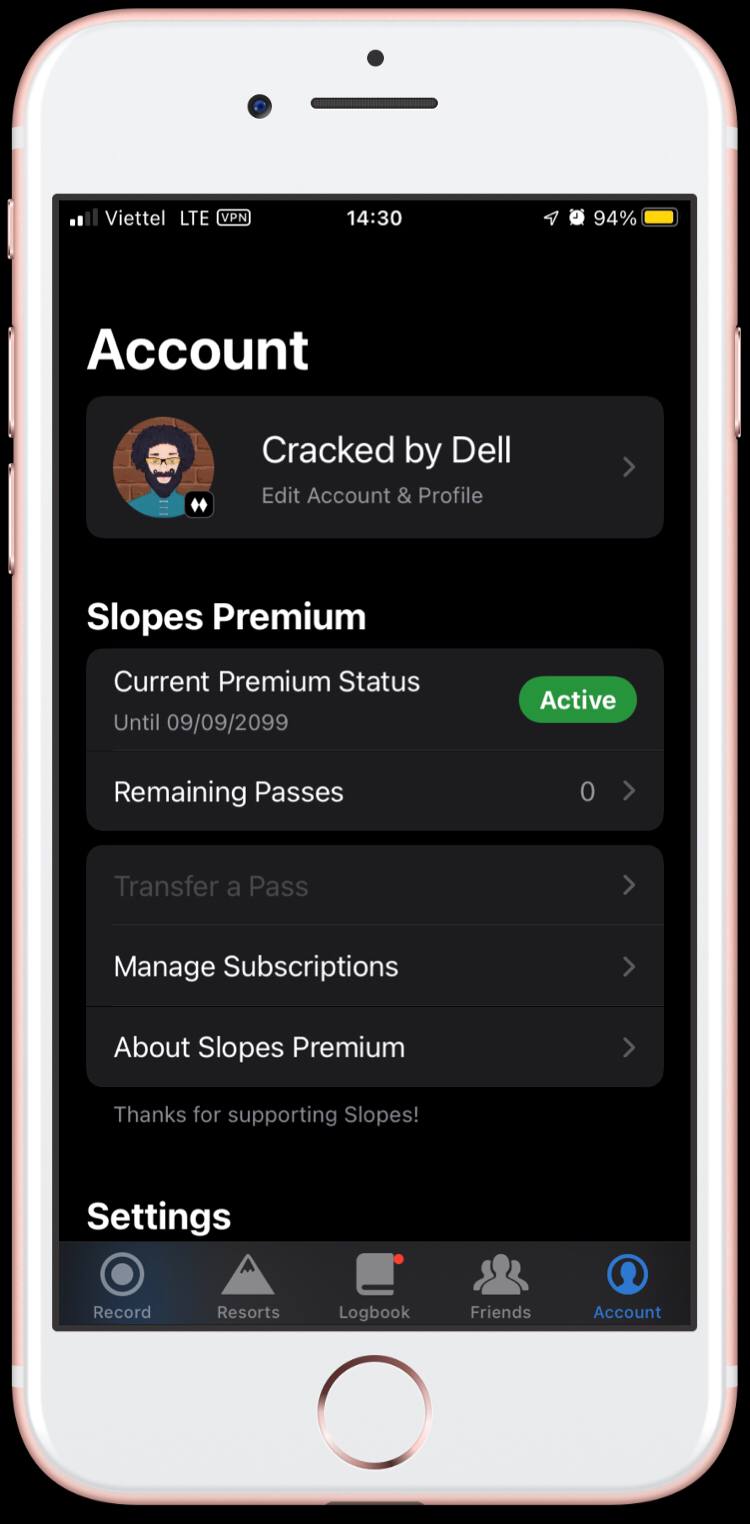 Viettel LTE VPN 14:30 94%
Account
Cracked by Dell
Edit Account & Profile
Slopes Premium
Current Premium Status
Until 09/09/2099
Active
Remaining Passes 0
Transfer a Pass
Manage Subscriptions
About Slopes Premium
Thanks for supporting Slopes!
Settings
Record Resorts Logbook Friends Account